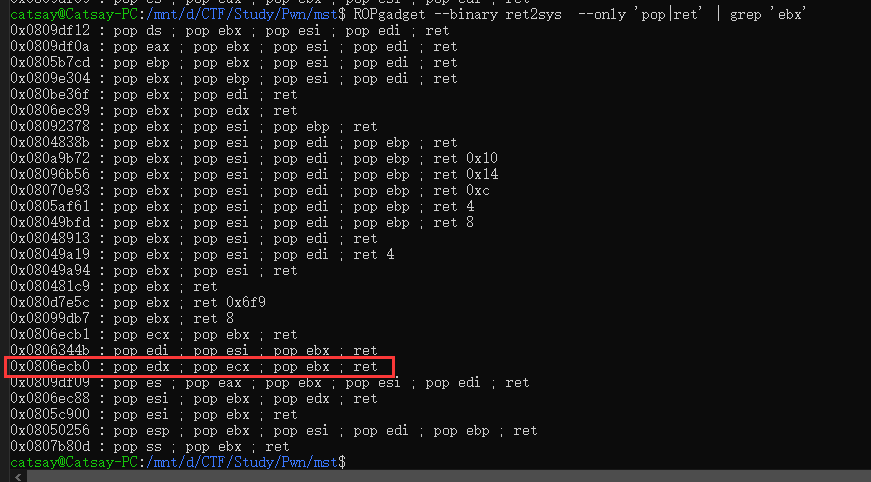 catsay@Catsay-PC:/mnt/d/CTF/Study/Pwn/mst$ ROPgadget --binary ret2sys  --only 'pop|ret' | grep 'ebx'
0x0809df12 : pop ds ; pop ebx ; pop esi ; pop edi ; ret
0x0809df0a : pop eax ; pop ebx ; pop esi ; pop edi ; ret
0x0805b7cd : pop ebp ; pop ebx ; pop esi ; pop edi ; ret
0x0809e304 : pop ebx ; pop ebp ; pop esi ; pop edi ; ret
0x080be36f : pop ebx ; pop edi ; ret
0x0806ec89 : pop ebx ; pop edx ; ret
0x08092378 : pop ebx ; pop esi ; pop ebp ; ret
0x0804838b : pop ebx ; pop esi ; pop edi ; pop ebp ; ret
0x080a9b72 : pop ebx ; pop esi ; pop edi ; pop ebp ; ret 0x10
0x08096b56 : pop ebx ; pop esi ; pop edi ; pop ebp ; ret 0x14
0x08070e93 : pop ebx ; pop esi ; pop edi ; pop ebp ; ret 0xc
0x0805af61 : pop ebx ; pop esi ; pop edi ; pop ebp ; ret 4
0x08049bfd : pop ebx ; pop esi ; pop edi ; pop ebp ; ret 8
0x08048913 : pop ebx ; pop esi ; pop edi ; ret
0x08049a19 : pop ebx ; pop esi ; pop edi ; ret 4
0x08049a94 : pop ebx ; pop esi ; ret
0x080481c9 : pop ebx ; ret
0x080d7e5c : pop ebx ; ret 0x6f9
0x08099db7 : pop ebx ; ret 8
0x0806ecb1 : pop ecx ; pop ebx ; ret
0x0806344b : pop edi ; pop esi ; pop ebx ; ret
0x0806ecb0 : pop edx ; pop ecx ; pop ebx ; ret
0x0809df09 : pop es ; pop eax ; pop ebx ; pop esi ; pop edi ; ret
0x0806ec88 : pop esi ; pop ebx ; pop edx ; ret
0x0805c900 : pop esi ; pop ebx ; ret
0x08050256 : pop esp ; pop ebx ; pop esi ; pop edi ; pop ebp ; ret
0x0807b80d : pop ss ; pop ebx ; ret
catsay@Catsay-PC:/mnt/d/CTF/Study/Pwn/mst$